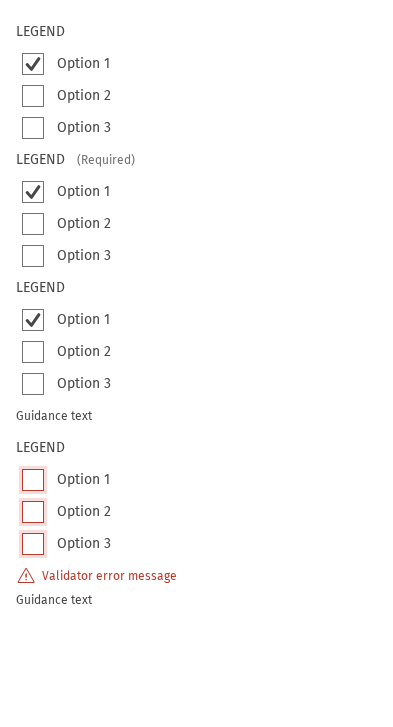 LEGEND
Option 1
Option 2
Option 3
LEGEND (Required)
Option 1
Option 2
Option 3
LEGEND
Option 1
Option 2
Option 3
Guidance text
LEGEND
Option 1
Option 2
Option 3
Validator error message
Guidance text